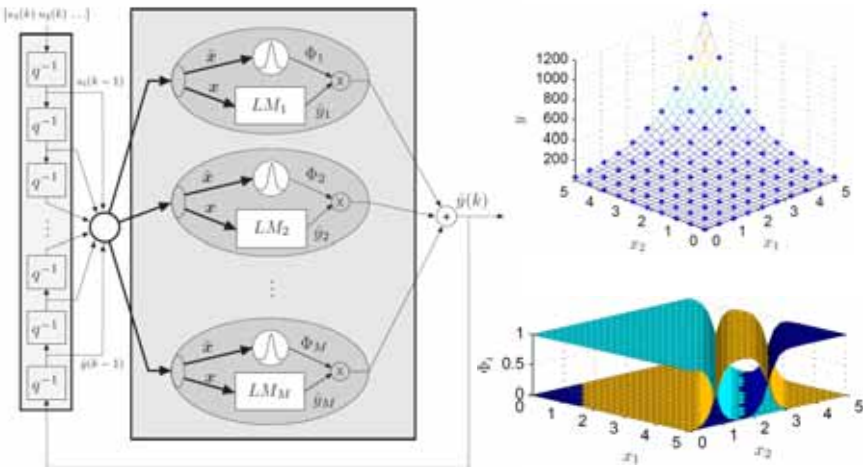 [u₁(k) u₂(k) …]
q⁻¹
uᵢ(k−1)
q⁻¹
q⁻¹
⋮
q⁻¹
q⁻¹
ŷ(k−1)
q⁻¹
x̃
Φ₁
x
LM₁
ŷ₁
×
x̃
Φ₂
x
LM₂
ŷ₂
×
⋮
x̃
Φ_M
x
LM_M
ŷ_M
×
+
ŷ(k)
1200
1000
800
600
400
200
y
5 4 3 2 1 0
x₂
0 1 2 3 4 5
x₁
1
0.5
0
Φᵢ
1 2 3 4 5
x₁
0 1 2 3 4 5
x₂